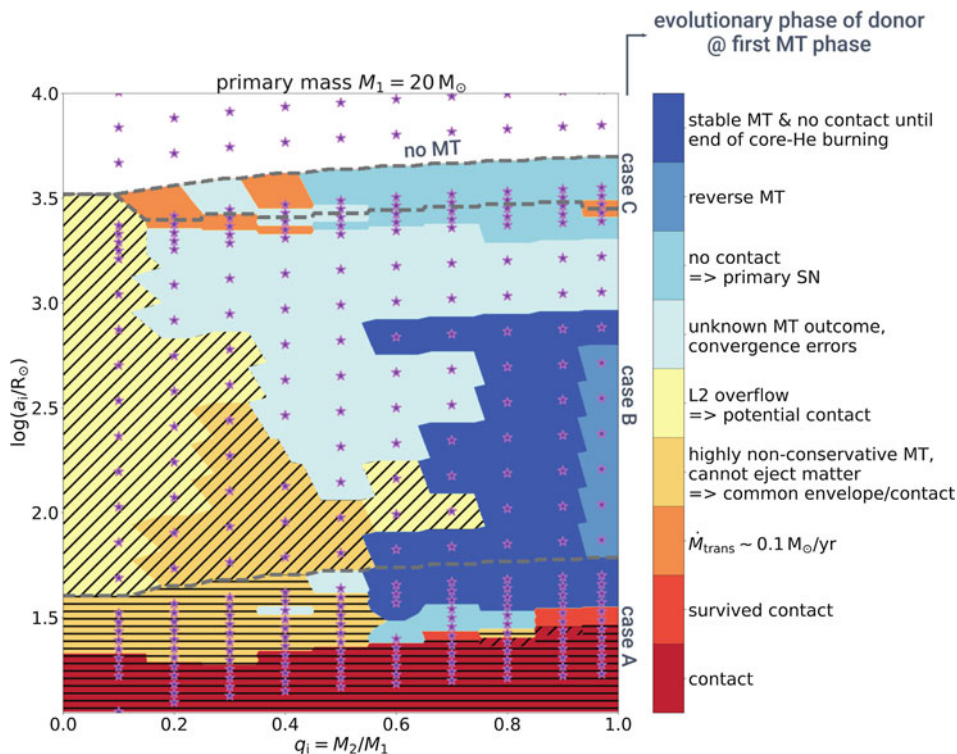 evolutionary phase of donor
@ first MT phase
primary mass M₁ = 20 M☉
4.0
3.5
3.0
2.5
2.0
1.5
log(aᵢ/R☉)
0.0 0.2 0.4 0.6 0.8 1.0
qᵢ = M₂/M₁
no MT
case C
case B
case A
stable MT & no contact until
end of core-He burning
reverse MT
no contact
=> primary SN
unknown MT outcome,
convergence errors
L2 overflow
=> potential contact
highly non-conservative MT,
cannot eject matter
=> common envelope/contact
Ṁtrans ~ 0.1 M☉/yr
survived contact
contact